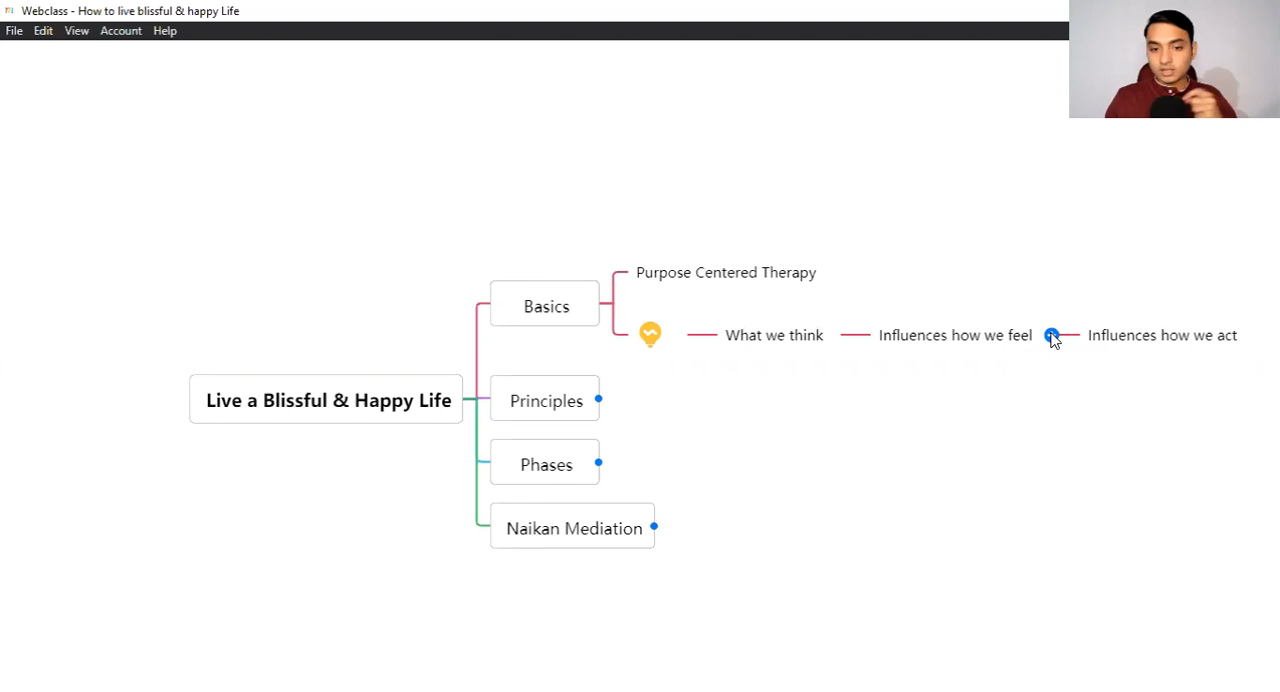 Webclass - How to live blissful & happy Life
File Edit View Account Help
Purpose Centered Therapy
Basics
What we think Influences how we feel Influences how we act
Live a Blissful & Happy Life
Principles
Phases
Naikan Mediation